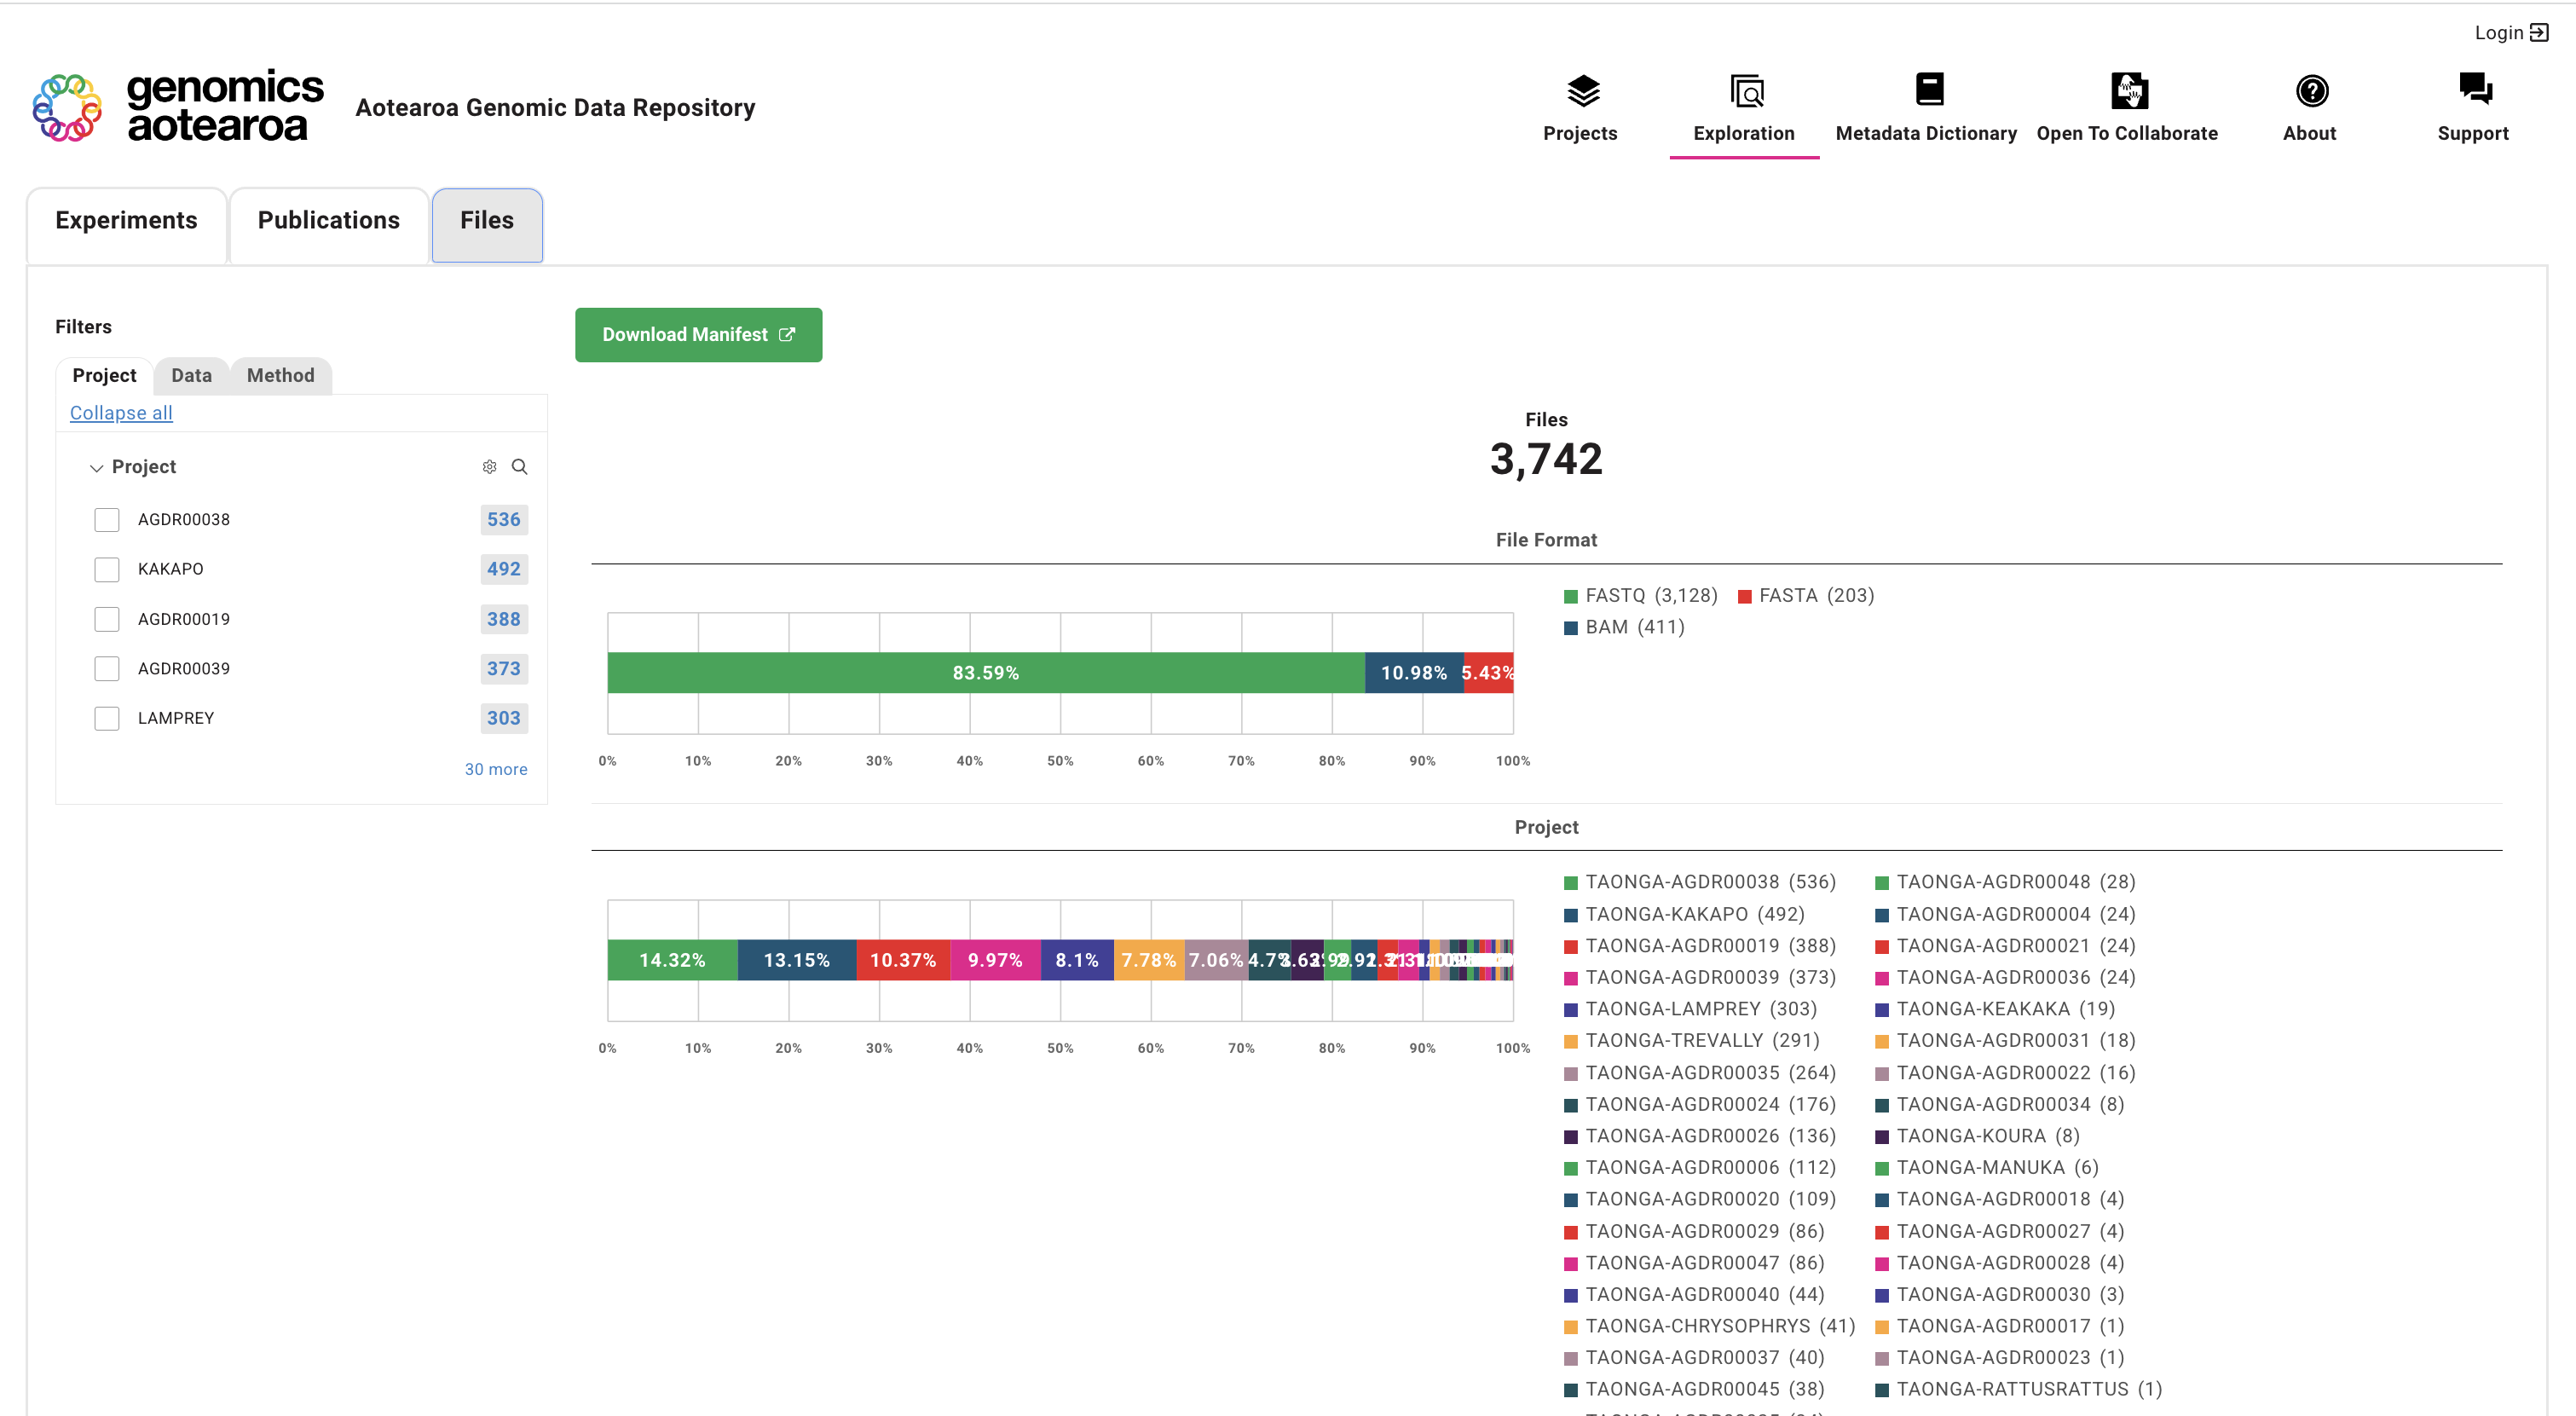 Login
genomics
aotearoa
Aotearoa Genomic Data Repository
Projects
Exploration
Metadata Dictionary
Open To Collaborate
About
Support
Experiments
Publications
Files
Filters
Download Manifest
Project
Data
Method
Collapse all
Project
AGDR00038 536
KAKAPO 492
AGDR00019 388
AGDR00039 373
LAMPREY 303
30 more
Files
3,742
File Format
FASTQ (3,128) FASTA (203)
BAM (411)
83.59% 10.98% 5.43%
0% 10% 20% 30% 40% 50% 60% 70% 80% 90% 100%
Project
14.32% 13.15% 10.37% 9.97% 8.1% 7.78% 7.06%
0% 10% 20% 30% 40% 50% 60% 70% 80% 90% 100%
TAONGA-AGDR00038 (536) TAONGA-AGDR00048 (28)
TAONGA-KAKAPO (492) TAONGA-AGDR00004 (24)
TAONGA-AGDR00019 (388) TAONGA-AGDR00021 (24)
TAONGA-AGDR00039 (373) TAONGA-AGDR00036 (24)
TAONGA-LAMPREY (303) TAONGA-KEAKAKA (19)
TAONGA-TREVALLY (291) TAONGA-AGDR00031 (18)
TAONGA-AGDR00035 (264) TAONGA-AGDR00022 (16)
TAONGA-AGDR00024 (176) TAONGA-AGDR00034 (8)
TAONGA-AGDR00026 (136) TAONGA-KOURA (8)
TAONGA-AGDR00006 (112) TAONGA-MANUKA (6)
TAONGA-AGDR00020 (109) TAONGA-AGDR00018 (4)
TAONGA-AGDR00029 (86) TAONGA-AGDR00027 (4)
TAONGA-AGDR00047 (86) TAONGA-AGDR00028 (4)
TAONGA-AGDR00040 (44) TAONGA-AGDR00030 (3)
TAONGA-CHRYSOPHRYS (41) TAONGA-AGDR00017 (1)
TAONGA-AGDR00037 (40) TAONGA-AGDR00023 (1)
TAONGA-AGDR00045 (38) TAONGA-RATTUSRATTUS (1)